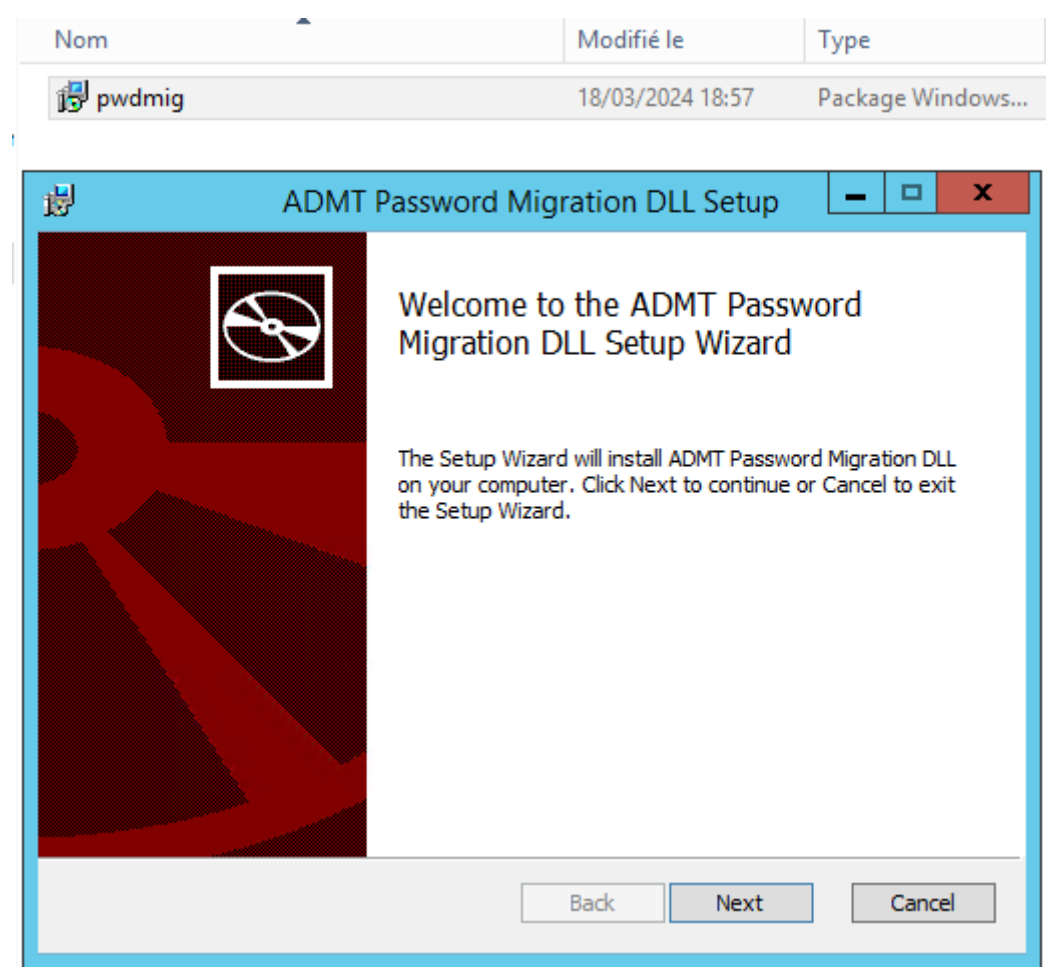 Nom Modifié le Type
pwdmig 18/03/2024 18:57 Package Windows...
ADMT Password Migration DLL Setup
Welcome to the ADMT Password
Migration DLL Setup Wizard
The Setup Wizard will install ADMT Password Migration DLL
on your computer. Click Next to continue or Cancel to exit
the Setup Wizard.
Back Next Cancel